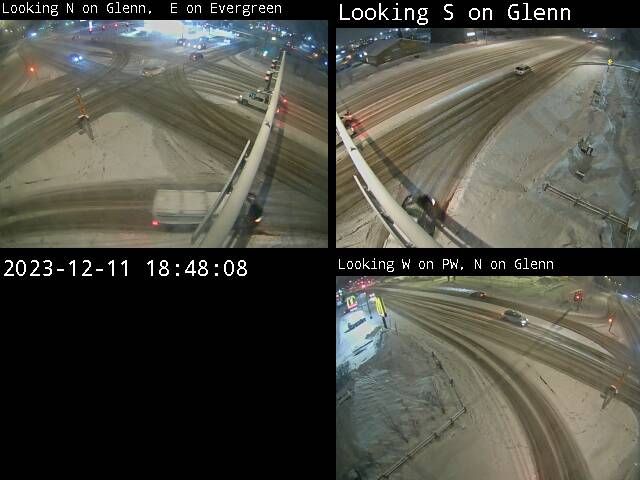 Looking N on Glenn, E on Evergreen
Looking S on Glenn
2023-12-11 18:48:08
Looking W on PW, N on Glenn